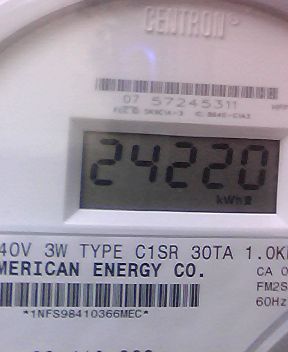 CENTRON
07 57245311
24220
kWh
40V 3W TYPE C1SR 30TA 1.0K
MERICAN ENERGY CO.
CA 0
FM2S
60Hz
*1NFS98410366MEC*